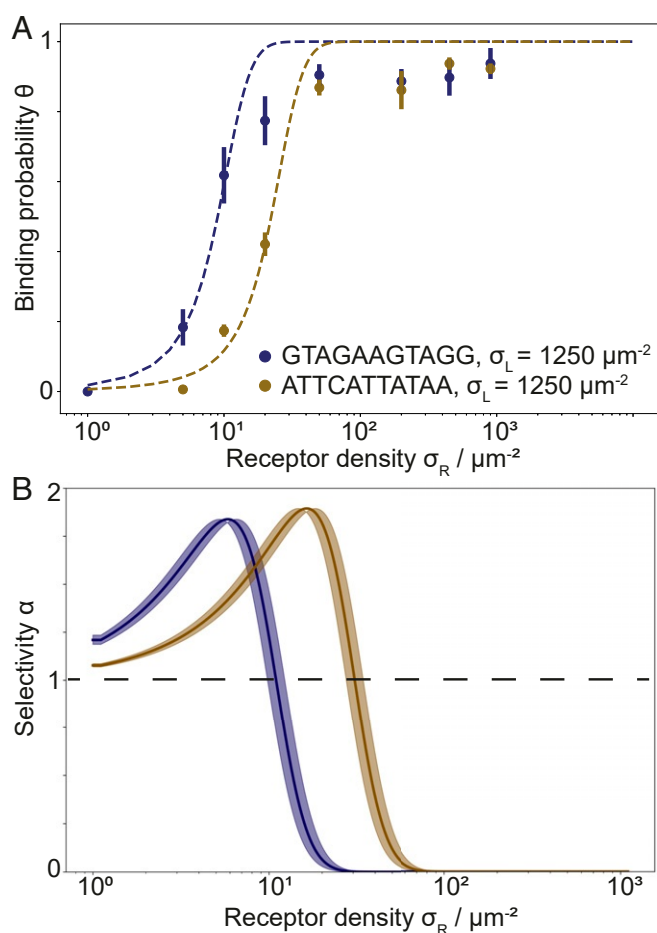 A
1
Binding probability θ
0
GTAGAAGTAGG, σL = 1250 µm⁻²
ATTCATTATAA, σL = 1250 µm⁻²
10⁰ 10¹ 10² 10³
Receptor density σR / µm⁻²
B
2
Selectivity α
1
0
10⁰ 10¹ 10² 10³
Receptor density σR / µm⁻²